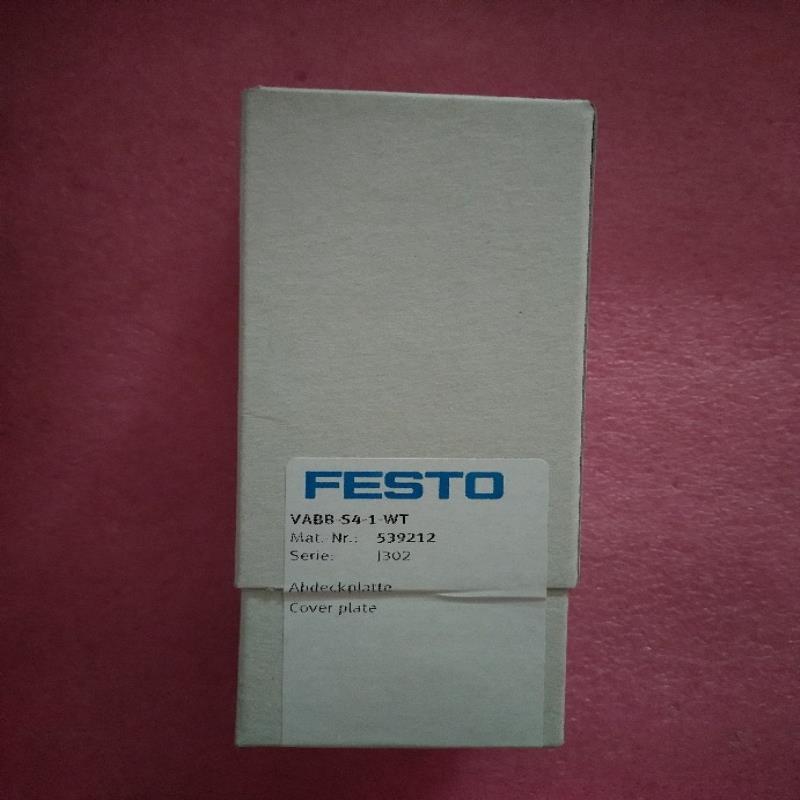 FESTO
VABB-S4-1-WT
Mat.-Nr.: 539212
Serie: J302
Abdeckplatte
Cover plate